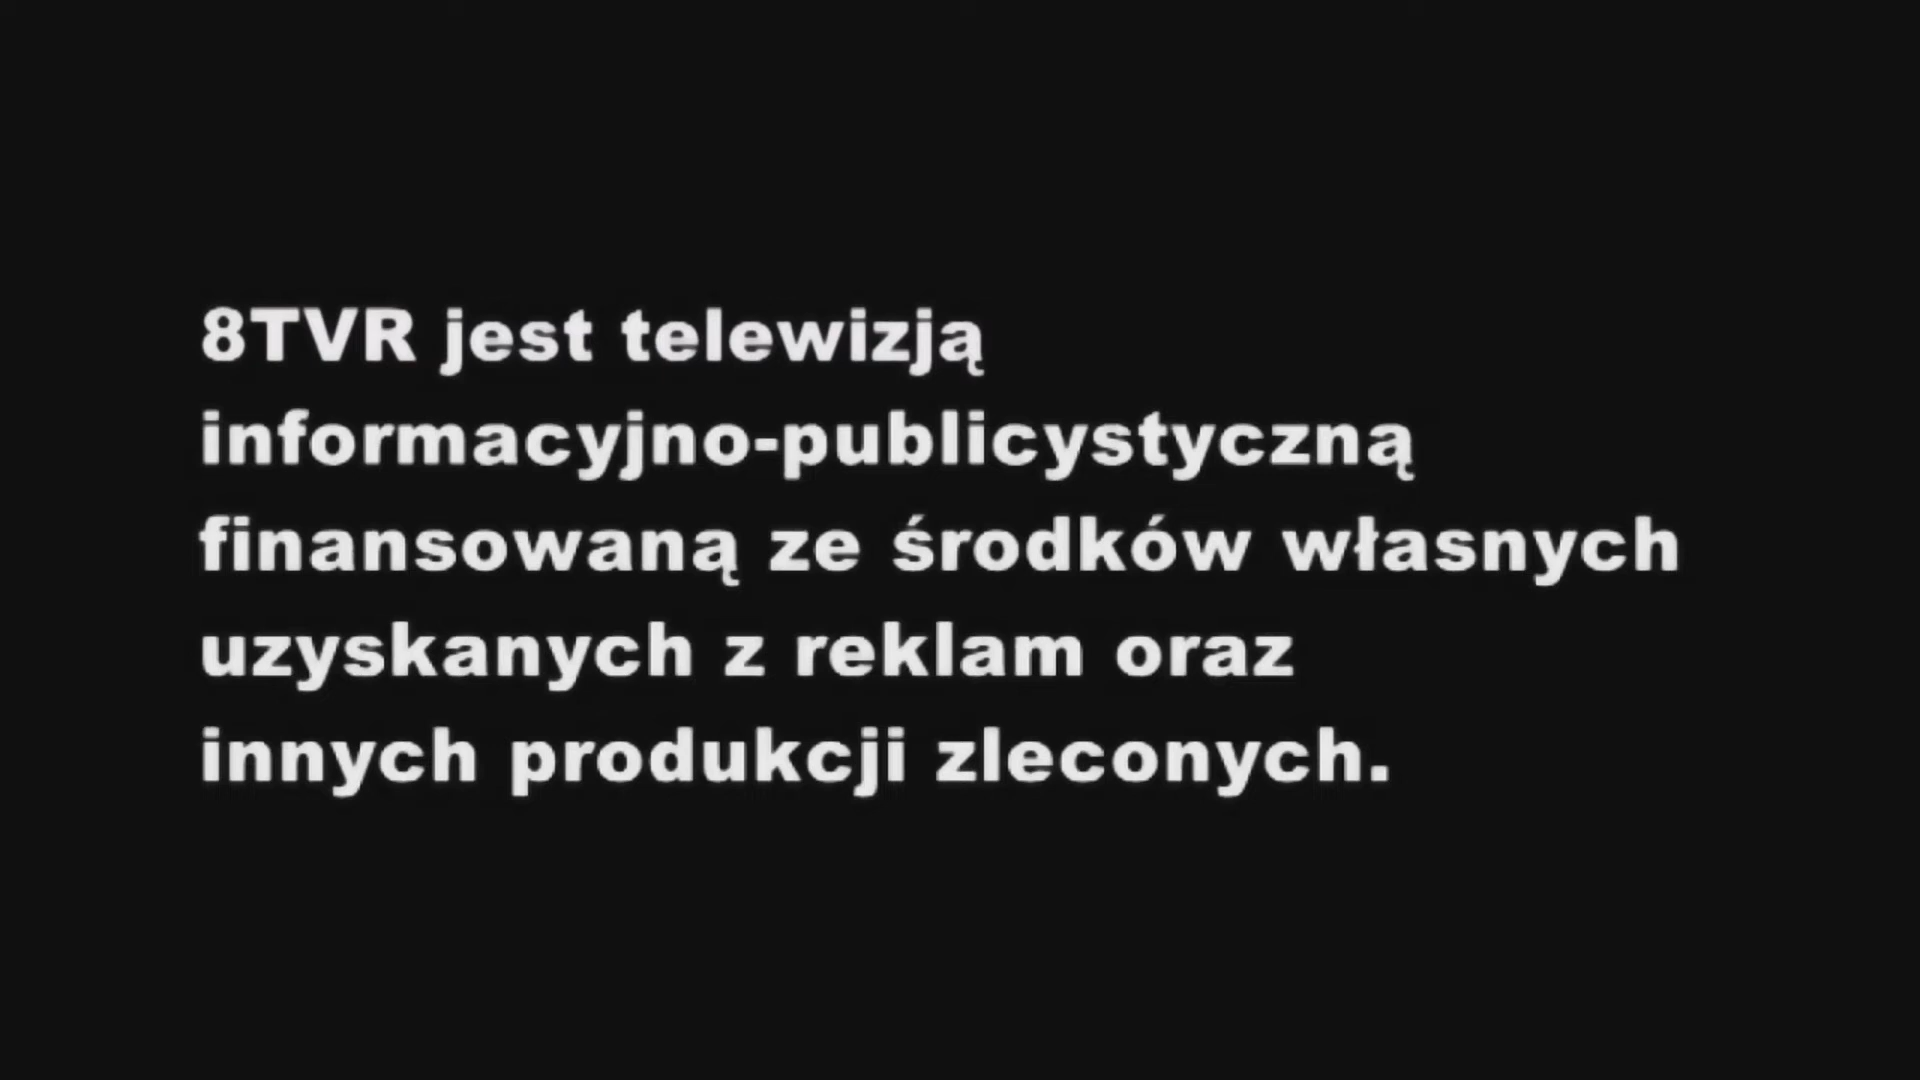 8TVR jest telewizją
informacyjno-publicystyczną
finansowaną ze środków własnych
uzyskanych z reklam oraz
innych produkcji zleconych.